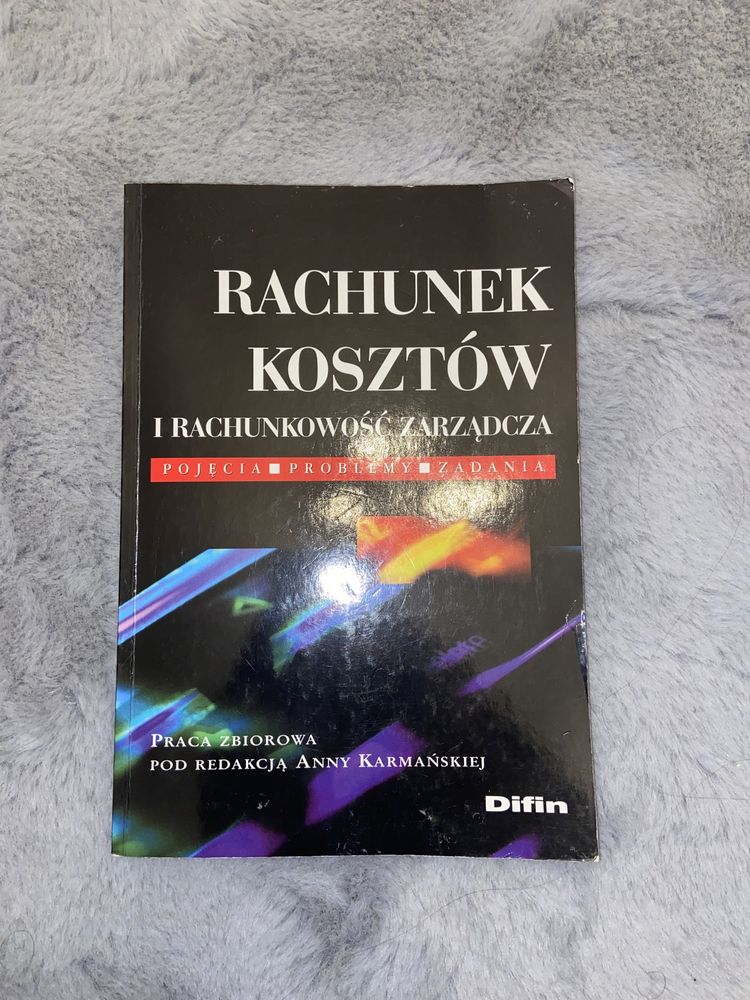 RACHUNEK
KOSZTÓW
I RACHUNKOWOŚĆ ZARZĄDCZA
POJĘCIA ■ PROBLEMY ■ ZADANIA
PRACA ZBIOROWA
POD REDAKCJĄ ANNY KARMAŃSKIEJ
Difin